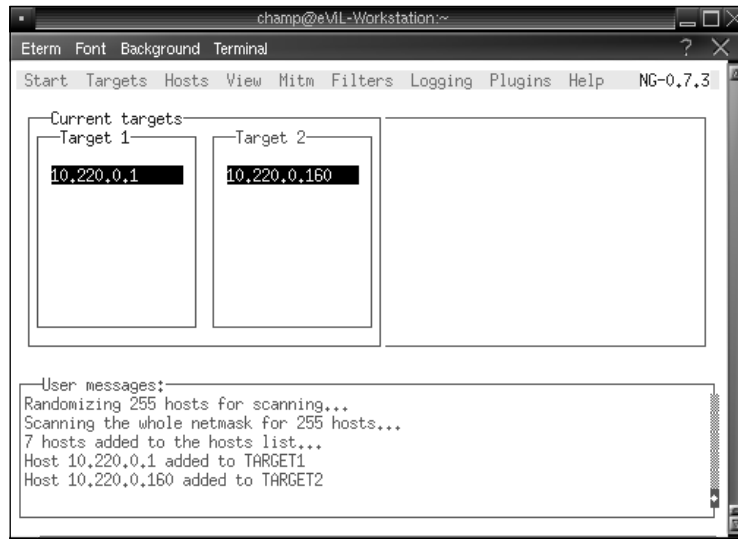 champ@eViL-Workstation:~
Eterm Font Background Terminal ? X
Start Targets Hosts View Mitm Filters Logging Plugins Help NG-0.7.3
Current targets
Target 1 Target 2
10.220.0.1 10.220.0.160
User messages:
Randomizing 255 hosts for scanning...
Scanning the whole netmask for 255 hosts...
7 hosts added to the hosts list...
Host 10.220.0.1 added to TARGET1
Host 10.220.0.160 added to TARGET2